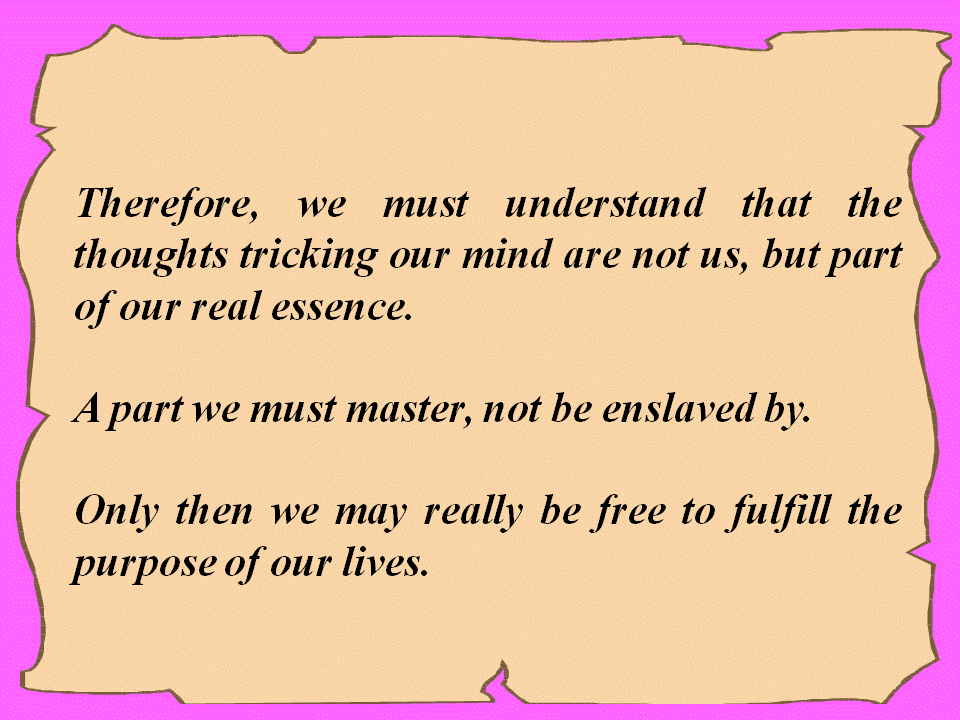 Therefore, we must understand that the
thoughts tricking our mind are not us, but part
of our real essence.
A part we must master, not be enslaved by.
Only then we may really be free to fulfill the
purpose of our lives.